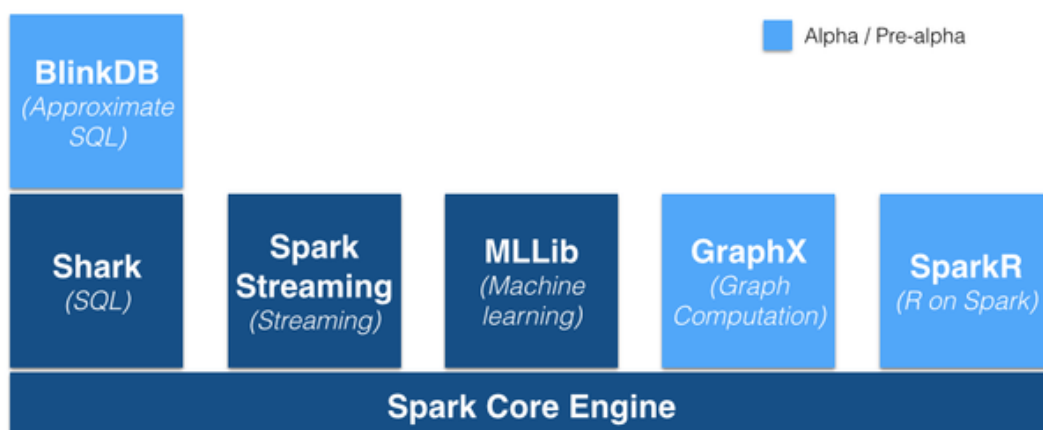 Alpha / Pre-alpha
BlinkDB
(Approximate
SQL)
Shark
(SQL)
Spark
Streaming
(Streaming)
MLLib
(Machine
learning)
GraphX
(Graph
Computation)
SparkR
(R on Spark)
Spark Core Engine